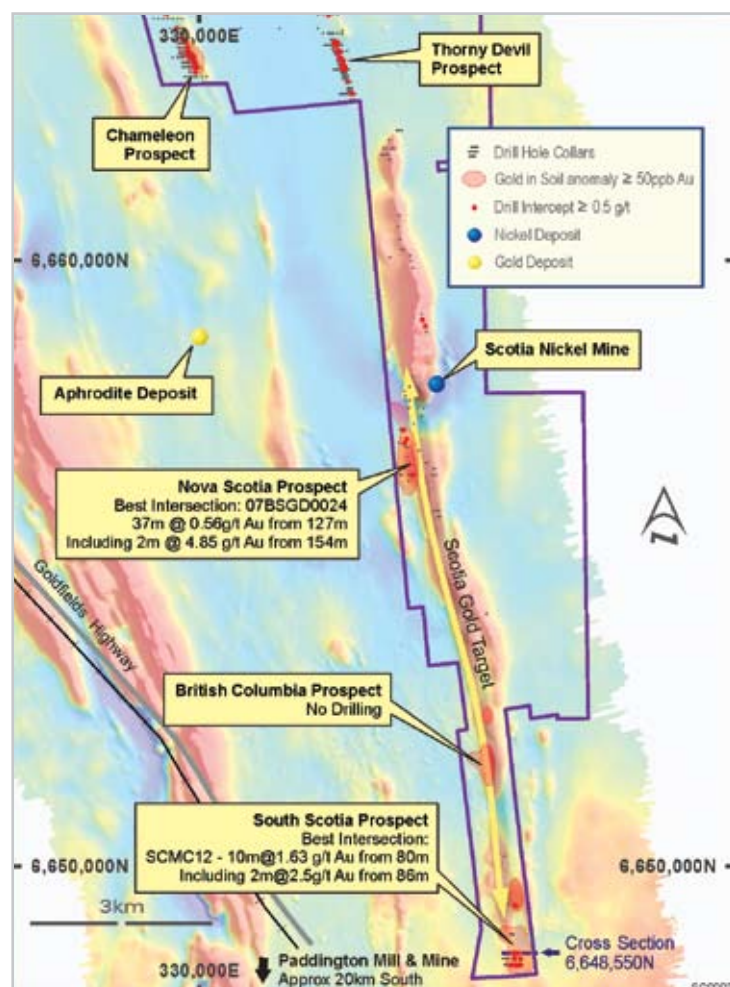 330,000E
Thorny Devil
Prospect
Chameleon
Prospect
Drill Hole Collars
Gold in Soil anomaly ≥ 50ppb Au
Drill Intercept ≥ 0.5 g/t
Nickel Deposit
Gold Deposit
6,660,000N
Scotia Nickel Mine
Aphrodite Deposit
Nova Scotia Prospect
Best Intersection: 07BSGD0024
37m @ 0.56g/t Au from 127m
Including 2m @ 4.85 g/t Au from 154m
N
Scotia Gold Target
Goldfields Highway
British Columbia Prospect
No Drilling
South Scotia Prospect
Best Intersection:
SCMC12 - 10m@1.63 g/t Au from 80m
Including 2m@2.5g/t Au from 86m
6,650,000N
6,650,000N
3km
Cross Section
6,648,550N
330,000E
Paddington Mill & Mine
Approx 20km South